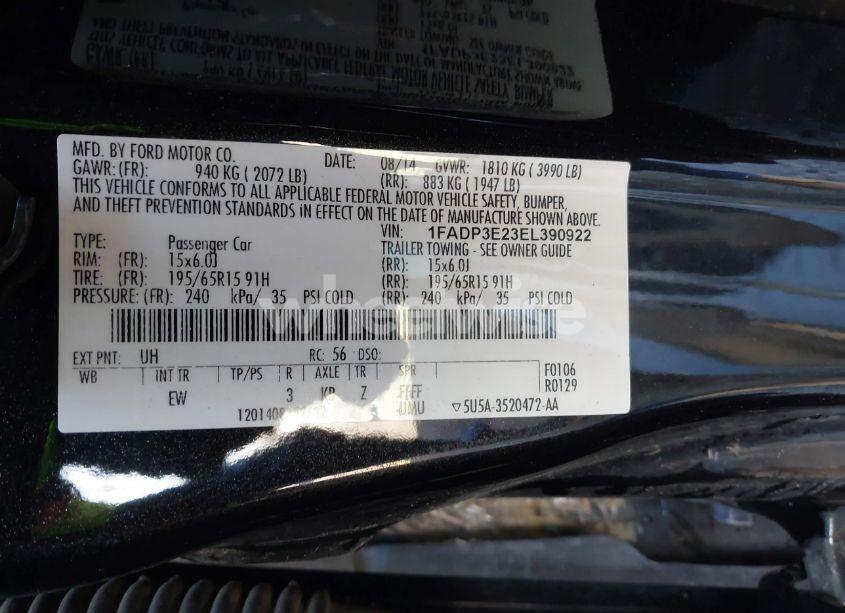 MFD. BY FORD MOTOR CO.
DATE: 08/14 GVWR: 1810 KG ( 3990 LB)
GAWR: (FR): 940 KG ( 2072 LB) (RR): 883 KG ( 1947 LB)
THIS VEHICLE CONFORMS TO ALL APPLICABLE FEDERAL MOTOR VEHICLE SAFETY, BUMPER,
AND THEFT PREVENTION STANDARDS IN EFFECT ON THE DATE OF MANUFACTURE SHOWN ABOVE.
VIN: 1FADP3E23EL390922
TYPE: Passenger Car TRAILER TOWING - SEE OWNER GUIDE
RIM: (FR): 15x6.0J (RR): 15x6.0J
TIRE: (FR): 195/65R15 91H (RR): 195/65R15 91H
PRESSURE: (FR): 240 kPa/ 35 PSI COLD (RR): 240 kPa/ 35 PSI COLD
wheelwise
EXT PNT: UH RC: 56 DSO:
WB INT TR TP/PS R AXLE TR SPR F0106
EW 3 Z FFFF R0129
UMU 5U5A-3520472-AA